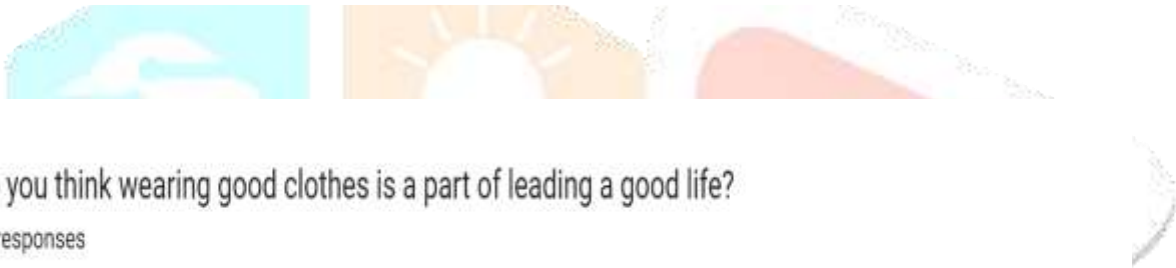 you think wearing good clothes is a part of leading a good life?
responses